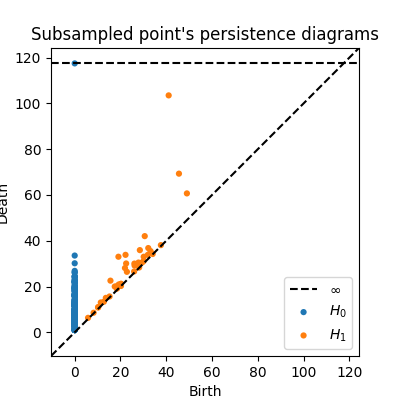 Subsampled point's persistence diagrams
120
100
80
60
40
20
0
Death
∞
H₀
H₁
0 20 40 60 80 100 120
Birth